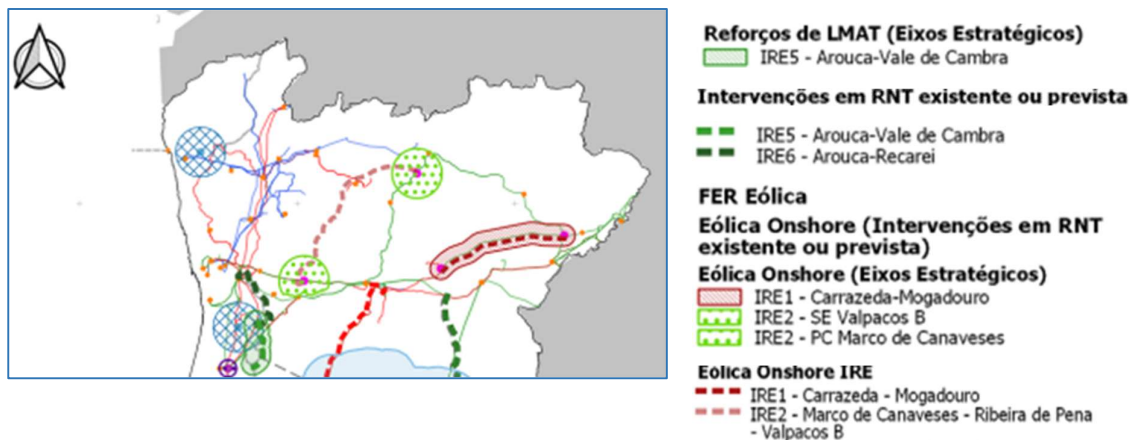 Reforços de LMAT (Eixos Estratégicos)
IRE5 - Arouca-Vale de Cambra
Intervenções em RNT existente ou prevista
IRE5 - Arouca-Vale de Cambra
IRE6 - Arouca-Recarei
FER Eólica
Eólica Onshore (Intervenções em RNT
existente ou prevista)
Eólica Onshore (Eixos Estratégicos)
IRE1 - Carrazeda-Mogadouro
IRE2 - SE Valpacos B
IRE2 - PC Marco de Canaveses
Eólica Onshore IRE
IRE1 - Carrazeda - Mogadouro
IRE2 - Marco de Canaveses - Ribeira de Pena
- Valpacos B